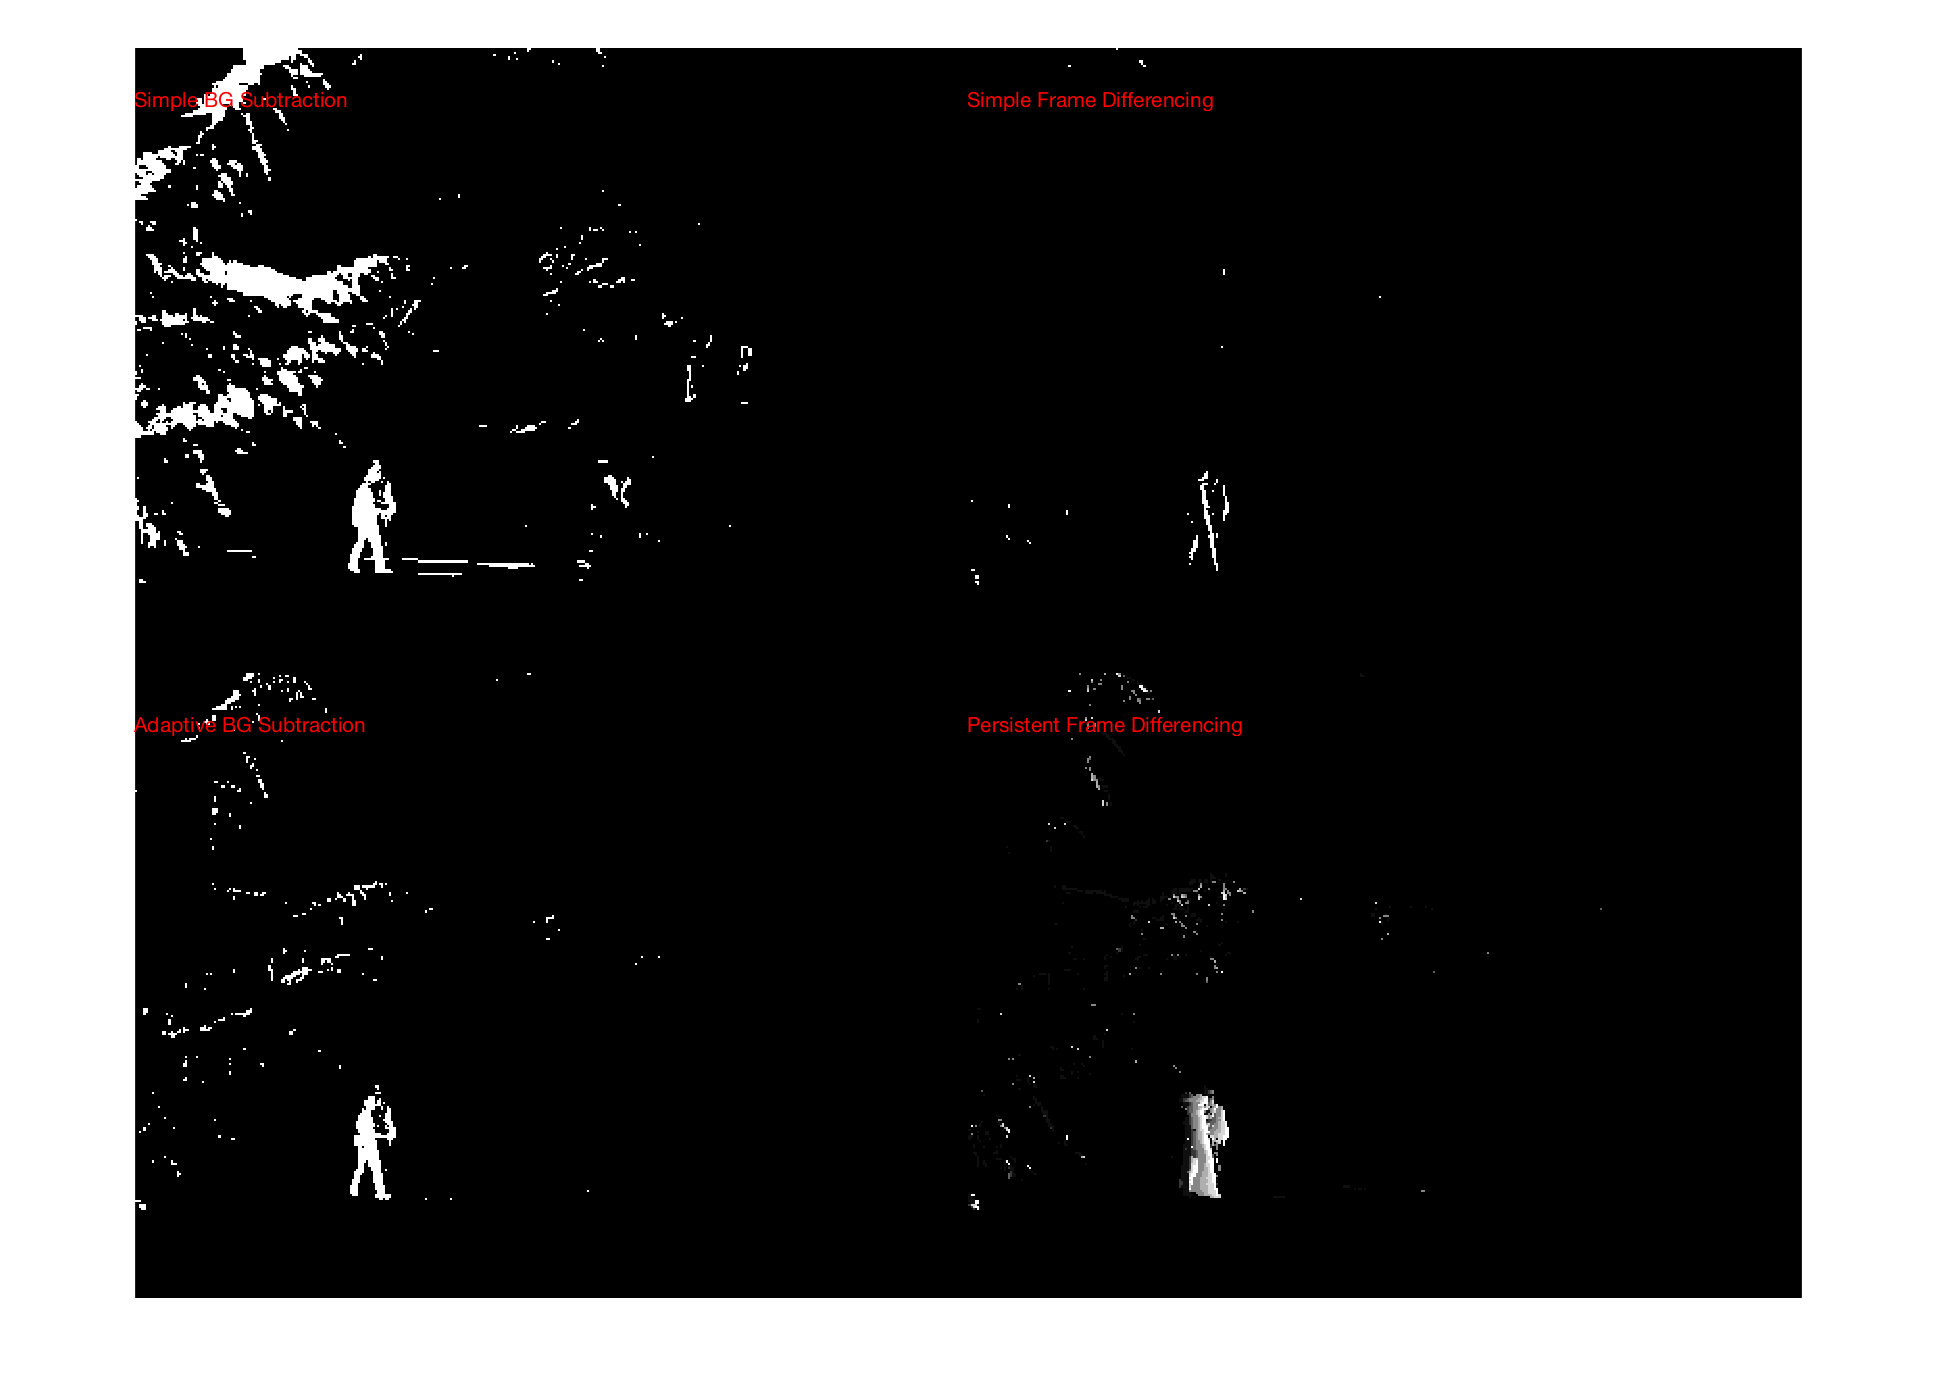 Simple BG Subtraction
Simple Frame Differencing
Adaptive BG Subtraction
Persistent Frame Differencing